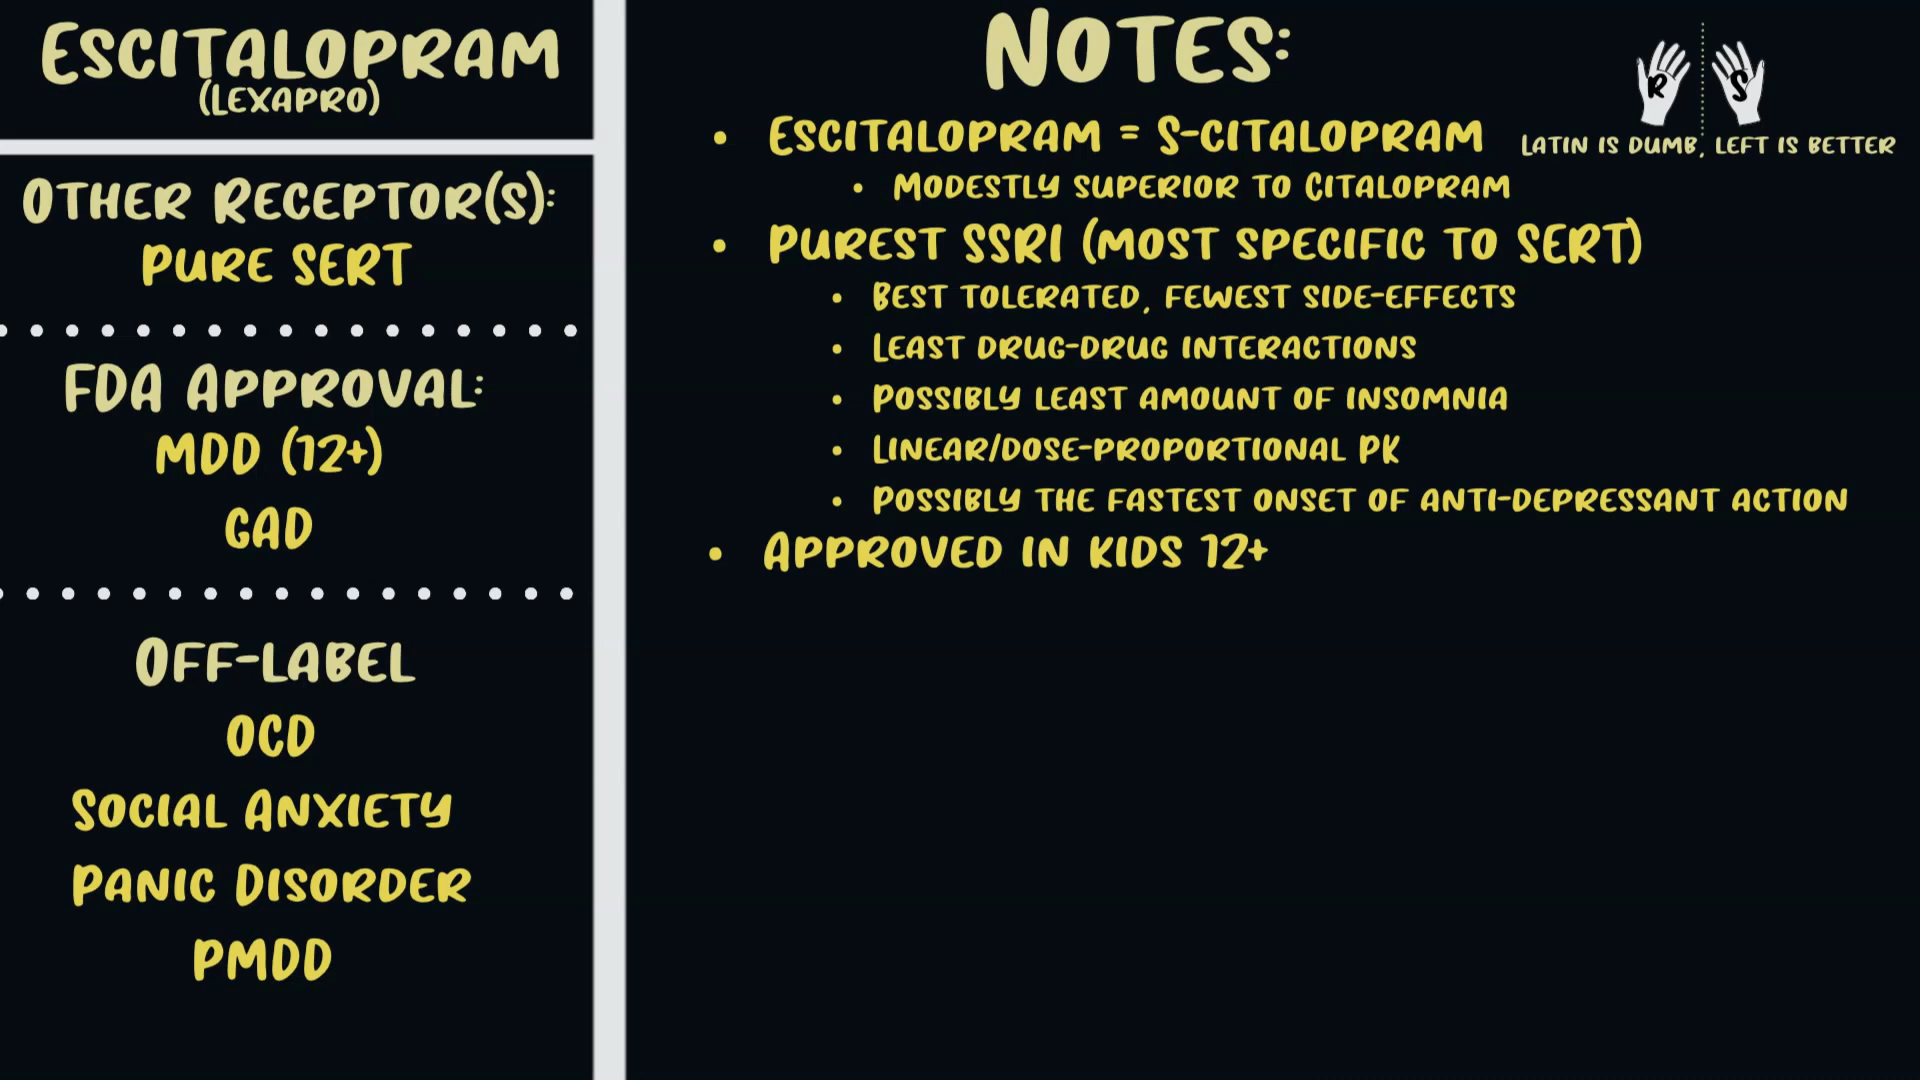 Escitalopram
(Lexapro)
Other Receptor(s):
Pure SERT
FDA Approval:
MDD (12+)
GAD
Off-label
OCD
Social Anxiety
Panic Disorder
PMDD
Notes:
R S
Latin is dumb, left is better
• Escitalopram = S-citalopram
• Modestly superior to Citalopram
• Purest SSRI (most specific to SERT)
• Best tolerated, fewest side-effects
• Least drug-drug interactions
• Possibly least amount of insomnia
• Linear/dose-proportional PK
• Possibly the fastest onset of anti-depressant action
• Approved in kids 12+